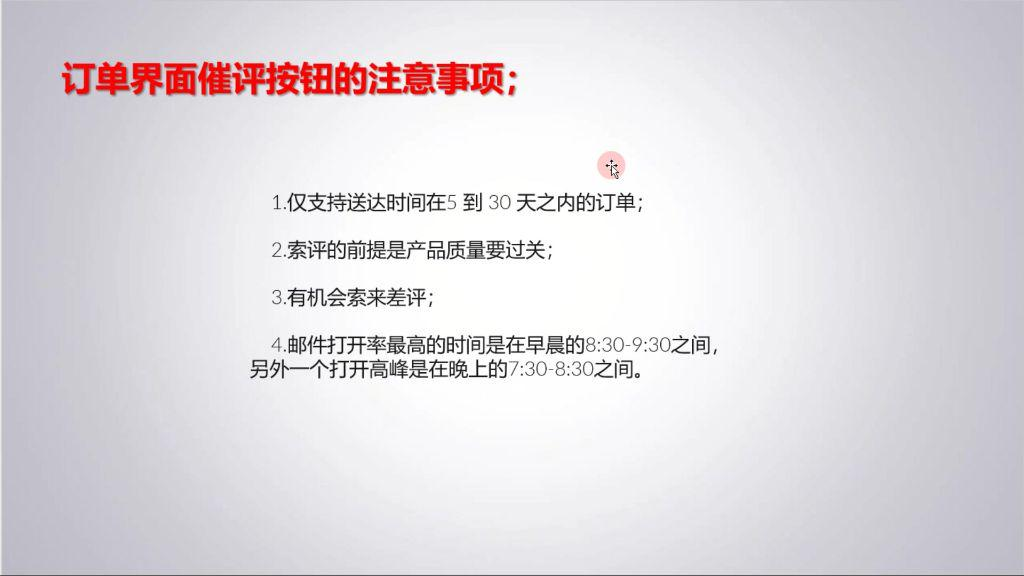 订单界面催评按钮的注意事项；
1.仅支持送达时间在5 到 30 天之内的订单；
2.索评的前提是产品质量要过关；
3.有机会索来差评；
4.邮件打开率最高的时间是在早晨的8:30-9:30之间，
另外一个打开高峰是在晚上的7:30-8:30之间。